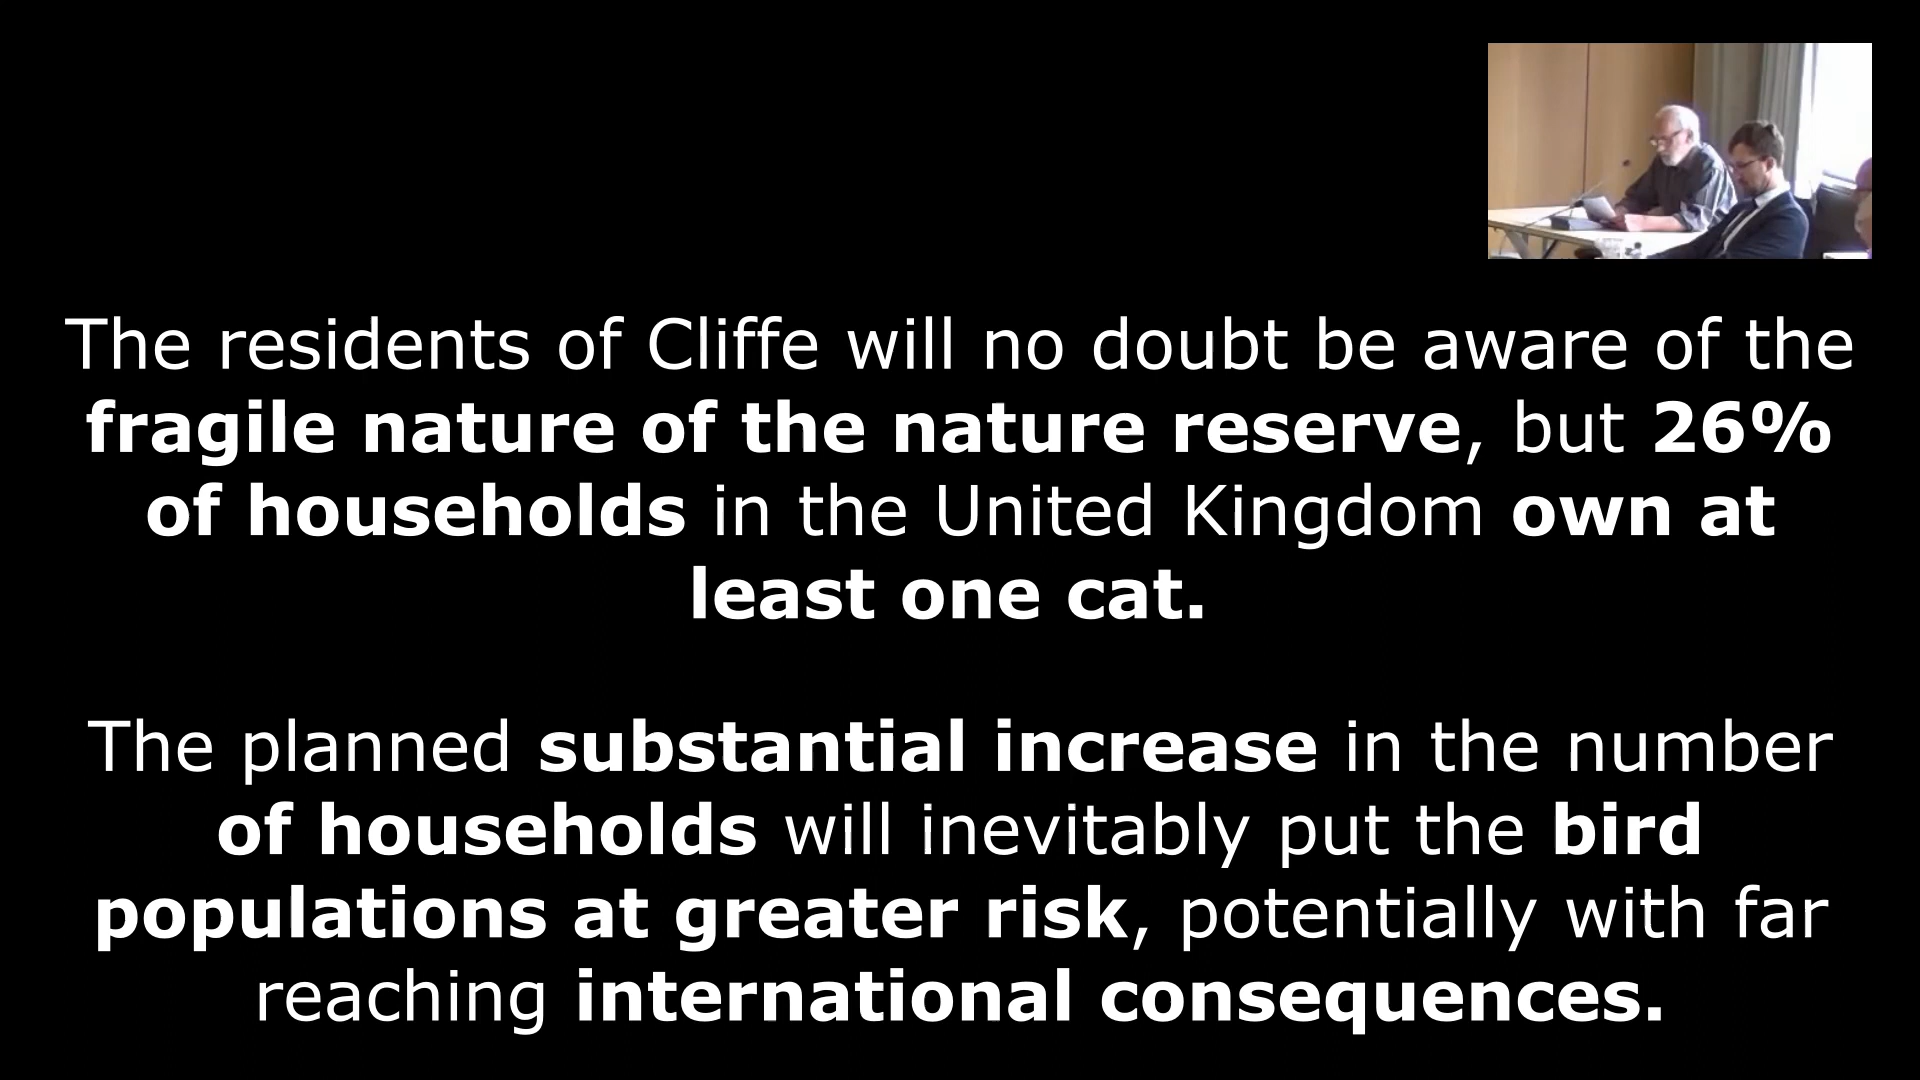 The residents of Cliffe will no doubt be aware of the
fragile nature of the nature reserve, but 26%
of households in the United Kingdom own at
least one cat.
The planned substantial increase in the number
of households will inevitably put the bird
populations at greater risk, potentially with far
reaching international consequences.